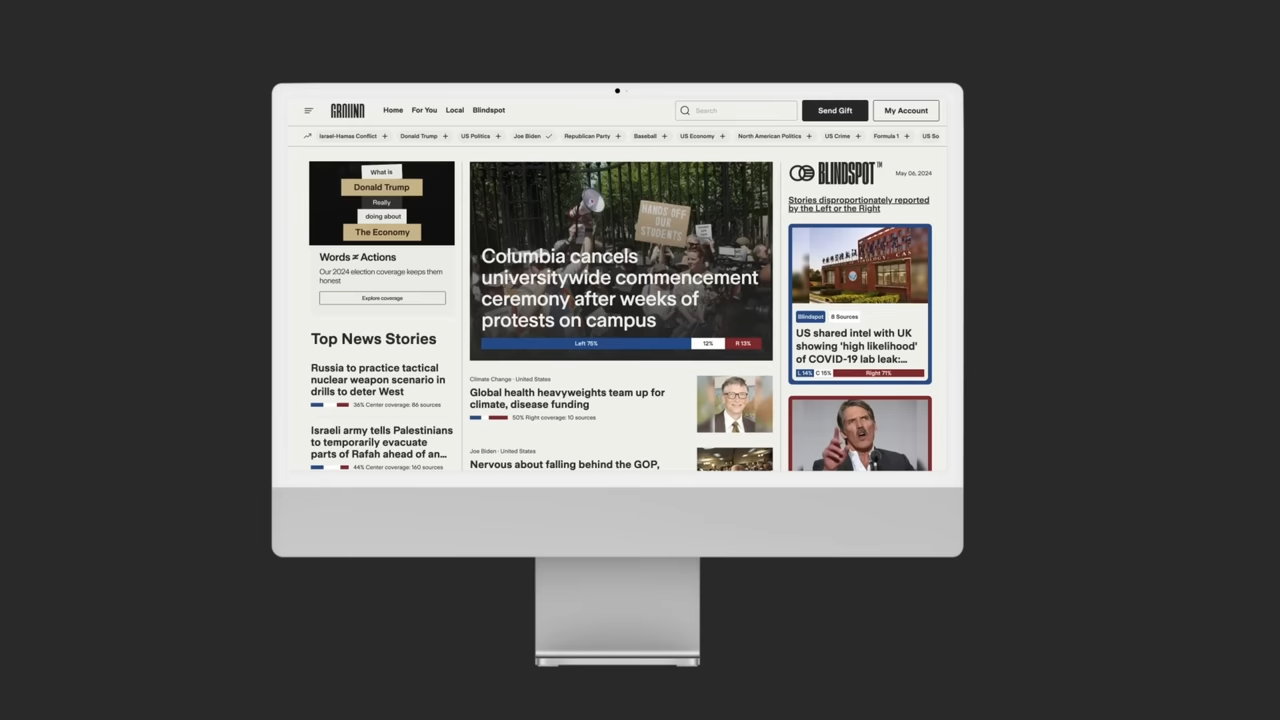 GROUND
Home
For You
Local
Blindspot
Search
Send Gift
My Account
Israel-Hamas Conflict +
Donald Trump +
US Politics +
Joe Biden
Republican Party +
Baseball +
US Economy +
North American Politics +
US Crime +
Formula 1 +
US So
What is
Donald Trump
Really
doing about
The Economy
Words ≠ Actions
Our 2024 election coverage keeps them
honest
Explore coverage
Top News Stories
Russia to practice tactical
nuclear weapon scenario in
drills to deter West
36% Center coverage: 86 sources
Israeli army tells Palestinians
to temporarily evacuate
parts of Rafah ahead of an...
44% Center coverage: 160 sources
HANDS OFF
OUR
STUDENTS
Columbia cancels
universitywide commencement
ceremony after weeks of
protests on campus
Left 75%
12%
R 13%
Climate Change · United States
Global health heavyweights team up for
climate, disease funding
50% Right coverage: 10 sources
Joe Biden · United States
Nervous about falling behind the GOP,
BLINDSPOT™
May 06, 2024
Stories disproportionately reported
by the Left or the Right
Blindspot
8 Sources
US shared intel with UK
showing 'high likelihood'
of COVID-19 lab leak:...
L 14%
C 15%
Right 71%